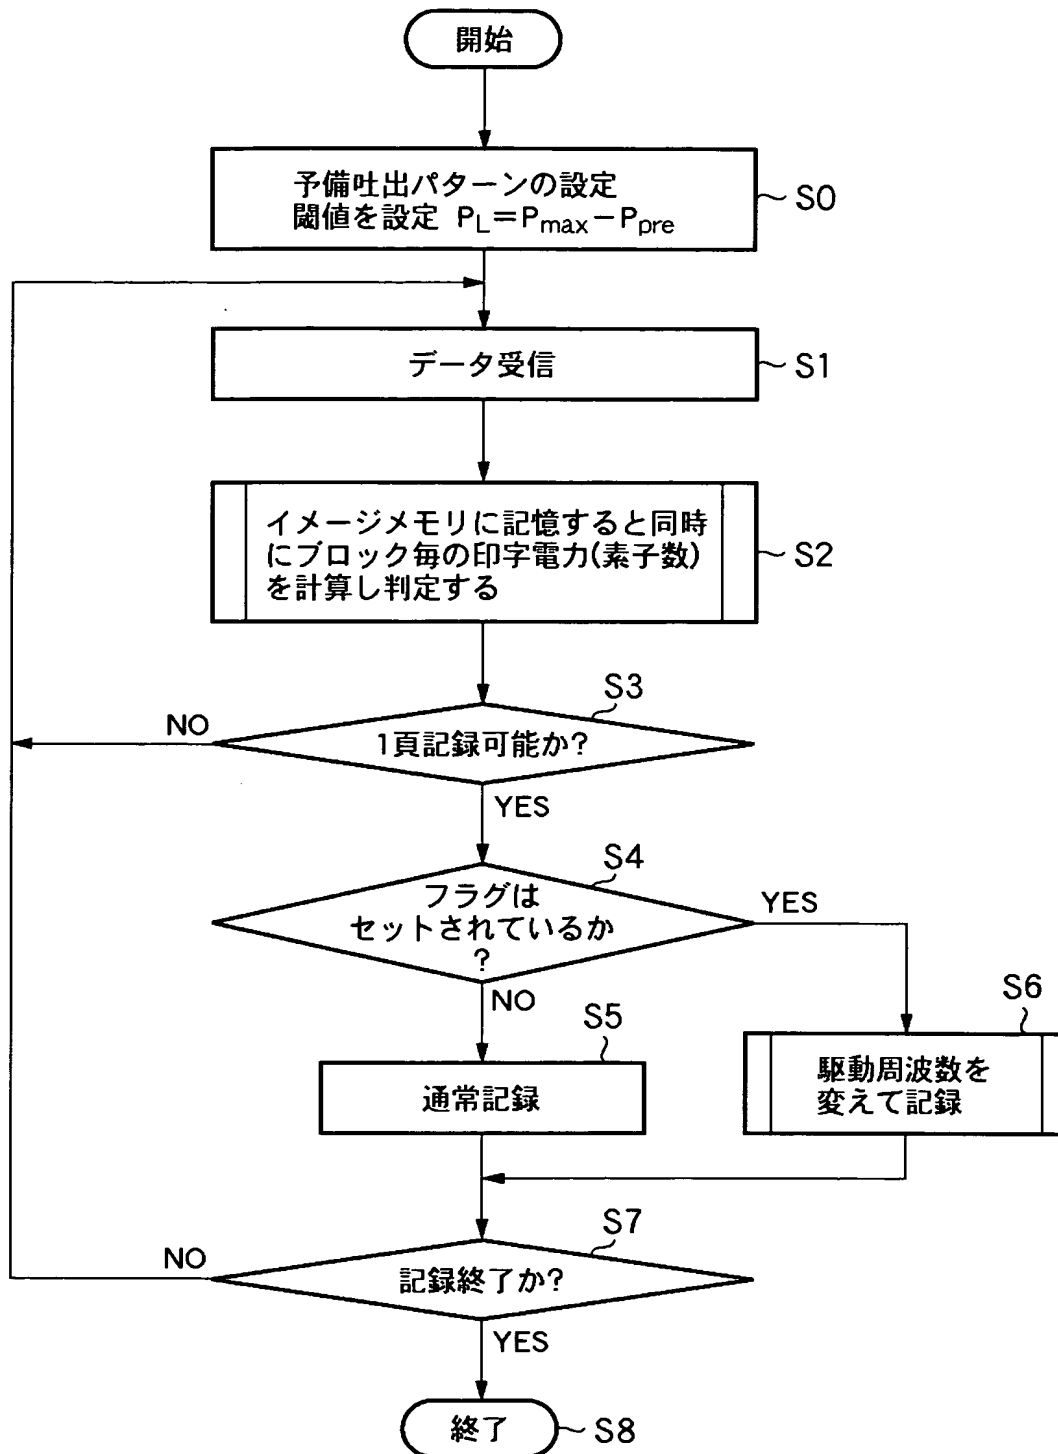 開始
予備吐出パターンの設定
閾値を設定 PL=Pmax−Ppre
S0
データ受信
S1
イメージメモリに記憶すると同時
にブロック毎の印字電力(素子数)
を計算し判定する
S2
S3
NO
1頁記録可能か?
YES
S4
フラグは
セットされているか
?
YES
NO
S5
通常記録
S6
駆動周波数を
変えて記録
S7
NO
記録終了か?
YES
終了
S8